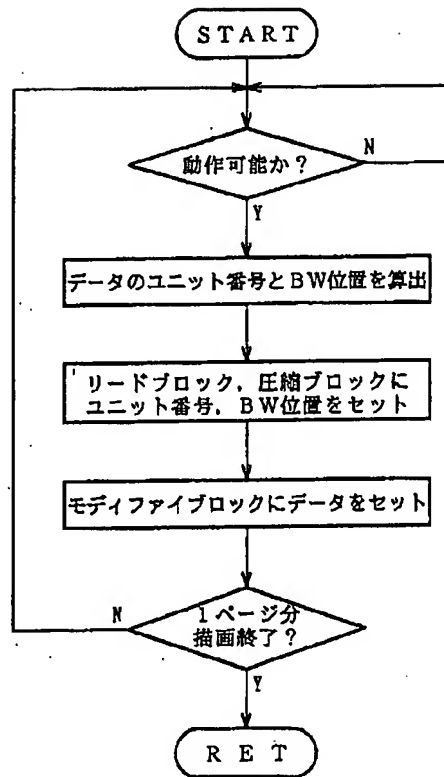 START
動作可能か?
N
Y
データのユニット番号とBW位置を算出
リードブロック,圧縮ブロックに
ユニット番号,BW位置をセット
モディファイブロックにデータをセット
N
1ページ分
描画終了?
Y
RET